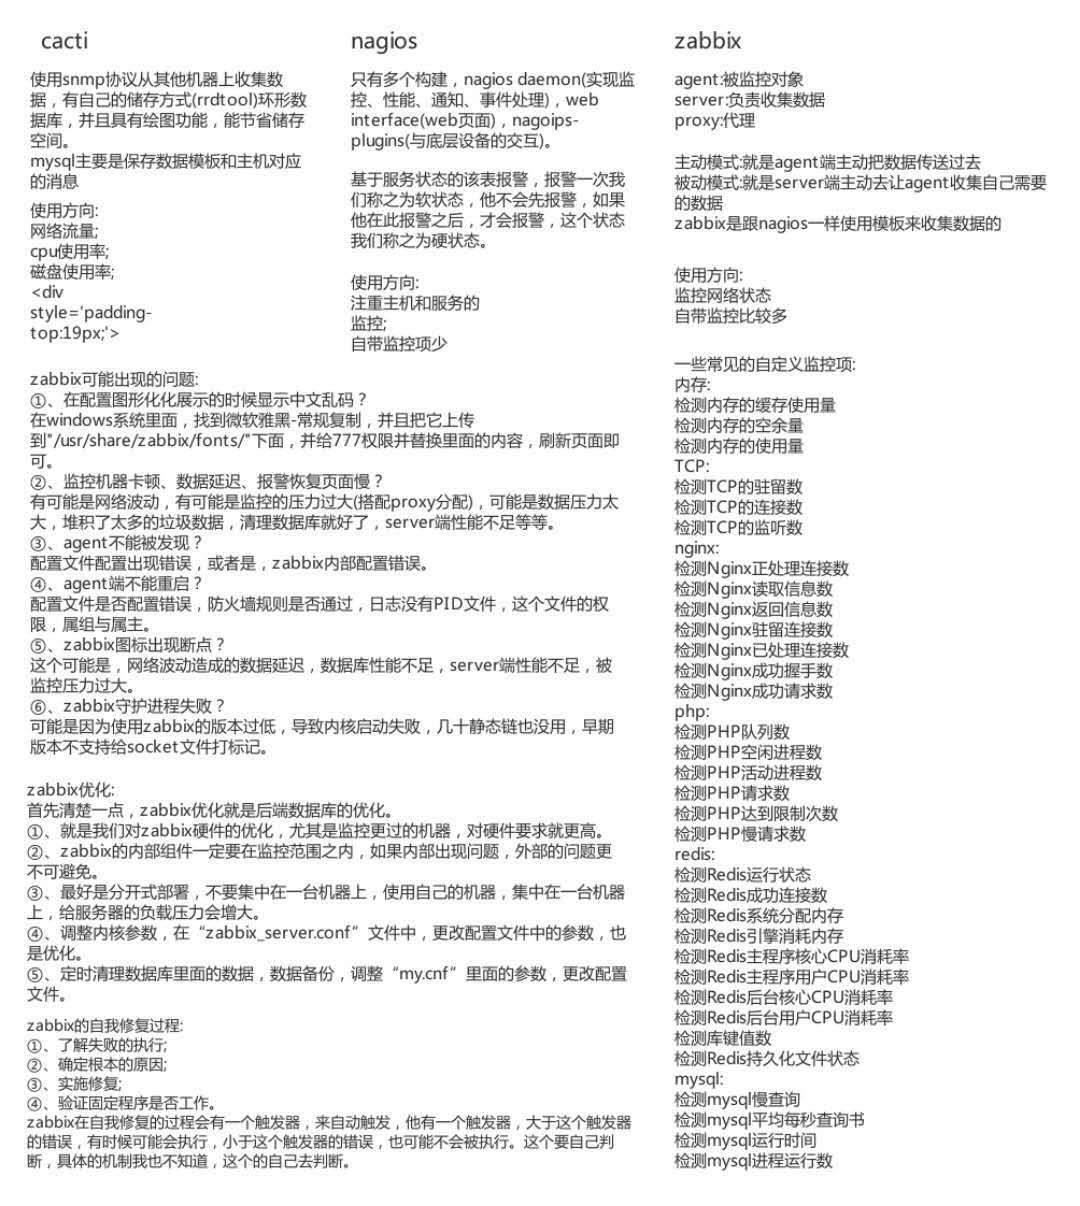 cacti
使用snmp协议从其他机器上收集数
据，有自己的储存方式(rrdtool)环形数
据库，并且具有绘图功能，能节省储存
空间。
mysql主要是保存数据模板和主机对应
的消息
使用方向:
网络流量;
cpu使用率;
磁盘使用率;
<div
style='padding-
top:19px;'>
nagios
只有多个构建，nagios daemon(实现监
控、性能、通知、事件处理)，web
interface(web页面)，nagoips-
plugins(与底层设备的交互)。
基于服务状态的该表报警，报警一次我
们称之为软状态，他不会先报警，如果
他在此报警之后，才会报警，这个状态
我们称之为硬状态。
使用方向:
注重主机和服务的
监控;
自带监控项少
zabbix
agent:被监控对象
server:负责收集数据
proxy:代理
主动模式:就是agent端主动把数据传送过去
被动模式:就是server端主动去让agent收集自己需要
的数据
zabbix是跟nagios一样使用模板来收集数据的
使用方向:
监控网络状态
自带监控比较多
zabbix可能出现的问题:
①、在配置图形化化展示的时候显示中文乱码？
在windows系统里面，找到微软雅黑-常规复制，并且把它上传
到"/usr/share/zabbix/fonts/"下面，并给777权限并替换里面的内容，刷新页面即
可。
②、监控机器卡顿、数据延迟、报警恢复页面慢？
有可能是网络波动，有可能是监控的压力过大(搭配proxy分配)，可能是数据压力太
大，堆积了太多的垃圾数据，清理数据库就好了，server端性能不足等等。
③、agent不能被发现？
配置文件配置出现错误，或者是，zabbix内部配置错误。
④、agent端不能重启？
配置文件是否配置错误，防火墙规则是否通过，日志没有PID文件，这个文件的权
限，属组与属主。
⑤、zabbix图标出现断点？
这个可能是，网络波动造成的数据延迟，数据库性能不足，server端性能不足，被
监控压力过大。
⑥、zabbix守护进程失败？
可能是因为使用zabbix的版本过低，导致内核启动失败，几十静态链也没用，早期
版本不支持给socket文件打标记。
zabbix优化:
首先清楚一点，zabbix优化就是后端数据库的优化。
①、就是我们对zabbix硬件的优化，尤其是监控更过的机器，对硬件要求就更高。
②、zabbix的内部组件一定要在监控范围之内，如果内部出现问题，外部的问题更
不可避免。
③、最好是分开式部署，不要集中在一台机器上，使用自己的机器，集中在一台机器
上，给服务器的负载压力会增大。
④、调整内核参数，在“zabbix_server.conf”文件中，更改配置文件中的参数，也
是优化。
⑤、定时清理数据库里面的数据，数据备份，调整“my.cnf”里面的参数，更改配置
文件。
zabbix的自我修复过程:
①、了解失败的执行;
②、确定根本的原因;
③、实施修复;
④、验证固定程序是否工作。
zabbix在自我修复的过程会有一个触发器，来自动触发，他有一个触发器，大于这个触发器
的错误，有时候可能会执行，小于这个触发器的错误，也可能不会被执行。这个要自己判
断，具体的机制我也不知道，这个的自己去判断。
一些常见的自定义监控项:
内存:
检测内存的缓存使用量
检测内存的空余量
检测内存的使用量
TCP:
检测TCP的驻留数
检测TCP的连接数
检测TCP的监听数
nginx:
检测Nginx正处理连接数
检测Nginx读取信息数
检测Nginx返回信息数
检测Nginx驻留连接数
检测Nginx已处理连接数
检测Nginx成功握手数
检测Nginx成功请求数
php:
检测PHP队列数
检测PHP空闲进程数
检测PHP活动进程数
检测PHP请求数
检测PHP达到限制次数
检测PHP慢请求数
redis:
检测Redis运行状态
检测Redis成功连接数
检测Redis系统分配内存
检测Redis引擎消耗内存
检测Redis主程序核心CPU消耗率
检测Redis主程序用户CPU消耗率
检测Redis后台核心CPU消耗率
检测Redis后台用户CPU消耗率
检测库键值数
检测Redis持久化文件状态
mysql:
检测mysql慢查询
检测mysql平均每秒查询书
检测mysql运行时间
检测mysql进程运行数